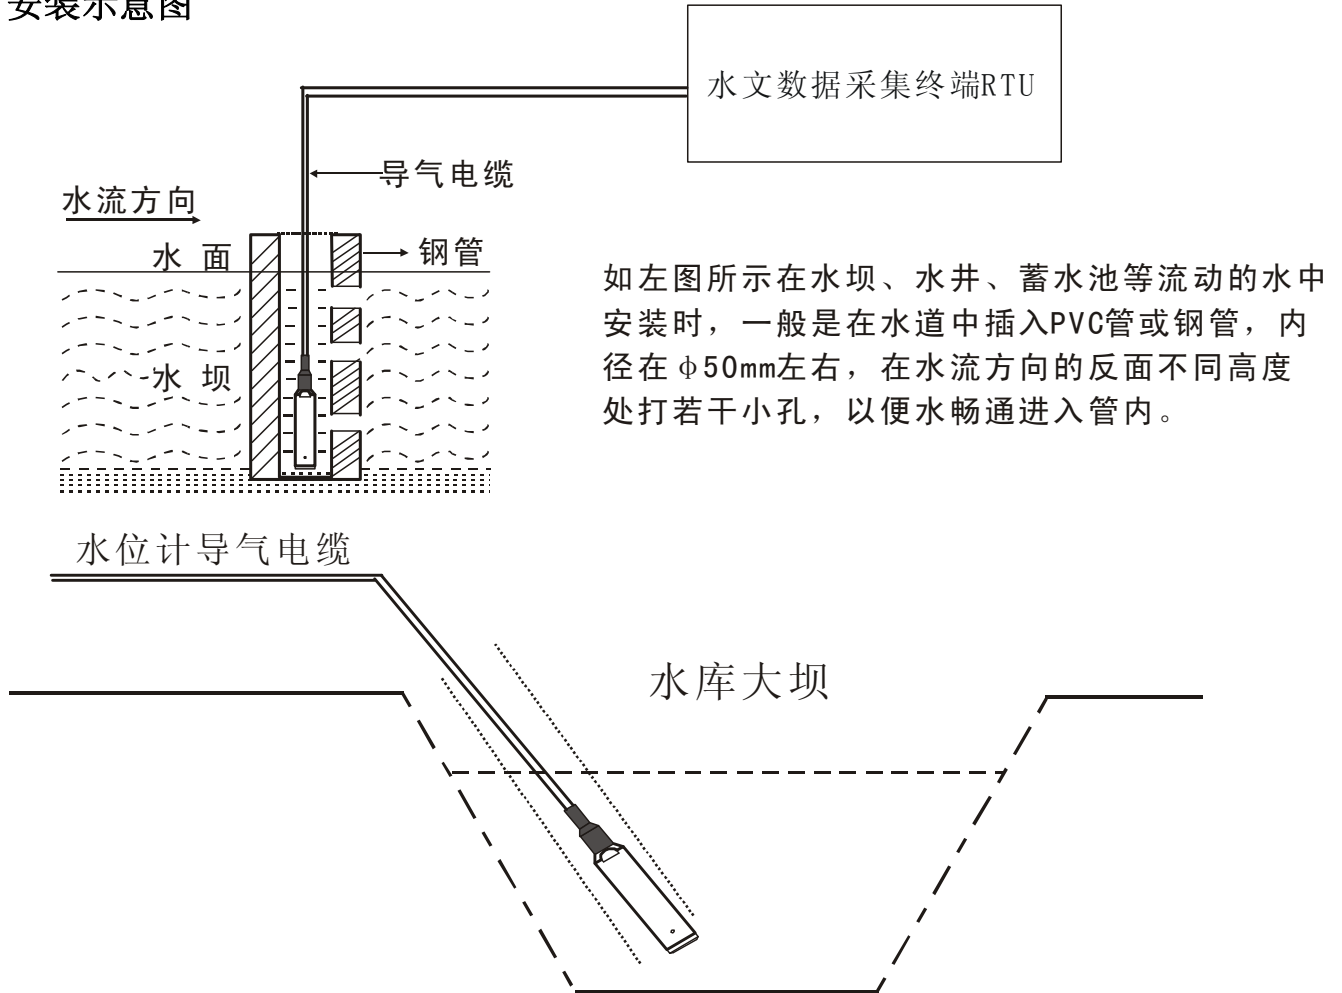 安装示意图
水文数据采集终端RTU
导气电缆
水流方向
水面
钢管
水坝
如左图所示在水坝、水井、蓄水池等流动的水中
安装时，一般是在水道中插入PVC管或钢管，内
径在φ50mm左右，在水流方向的反面不同高度
处打若干小孔，以便水畅通进入管内。
水位计导气电缆
水库大坝